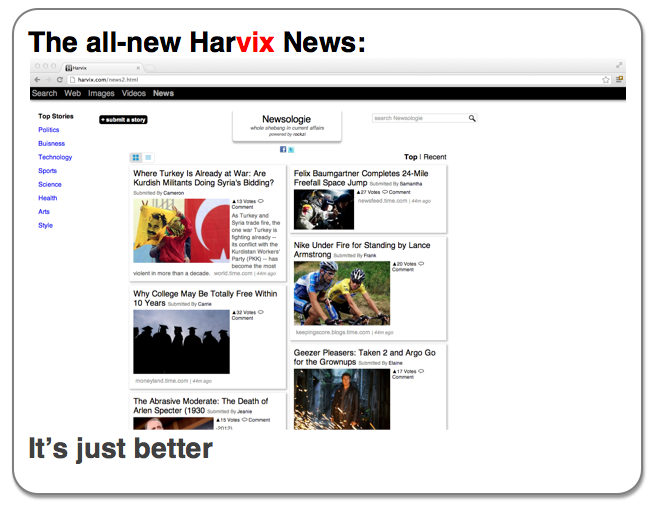 The all-new Harvix News:
Harvix
harvix.com/news2.html
Search Web Images Videos News
Top Stories
Politics
Business
Technology
Sports
Science
Health
Arts
Style
+ submit a story
Newsologie
whole shebang in current affairs
powered by rocka!
search Newsologie
Top | Recent
Where Turkey Is Already at War: Are
Kurdish Militants Doing Syria's Bidding?
Submitted By Cameron
▲13 Votes
Comment
As Turkey and
Syria trade fire, the
one war Turkey is
definitely fighting --
its conflict with the
Kurdistan Workers'
Party (PKK) -- has
become the most
violent in more than a decade. world.time.com | 44m ago
Why College May Be Totally Free Within
10 Years Submitted By Carrie
▲32 Votes
Comment
moneyland.time.com | 44m ago
The Abrasive Moderate: The Death of
Arlen Specter (1930 Submitted By Jeanie
▲15 Votes Comment
-2012)
Felix Baumgartner Completes 24-Mile
Freefall Space Jump Submitted By Samantha
▲27 Votes Comment
newsfeed.time.com | 44m ago
Nike Under Fire for Standing by Lance
Armstrong Submitted By Frank
▲20 Votes
Comment
keepingscore.blogs.time.com | 44m ago
Geezer Pleasers: Taken 2 and Argo Go
for the Grownups Submitted By Elaine
▲17 Votes
Comment
It's just better